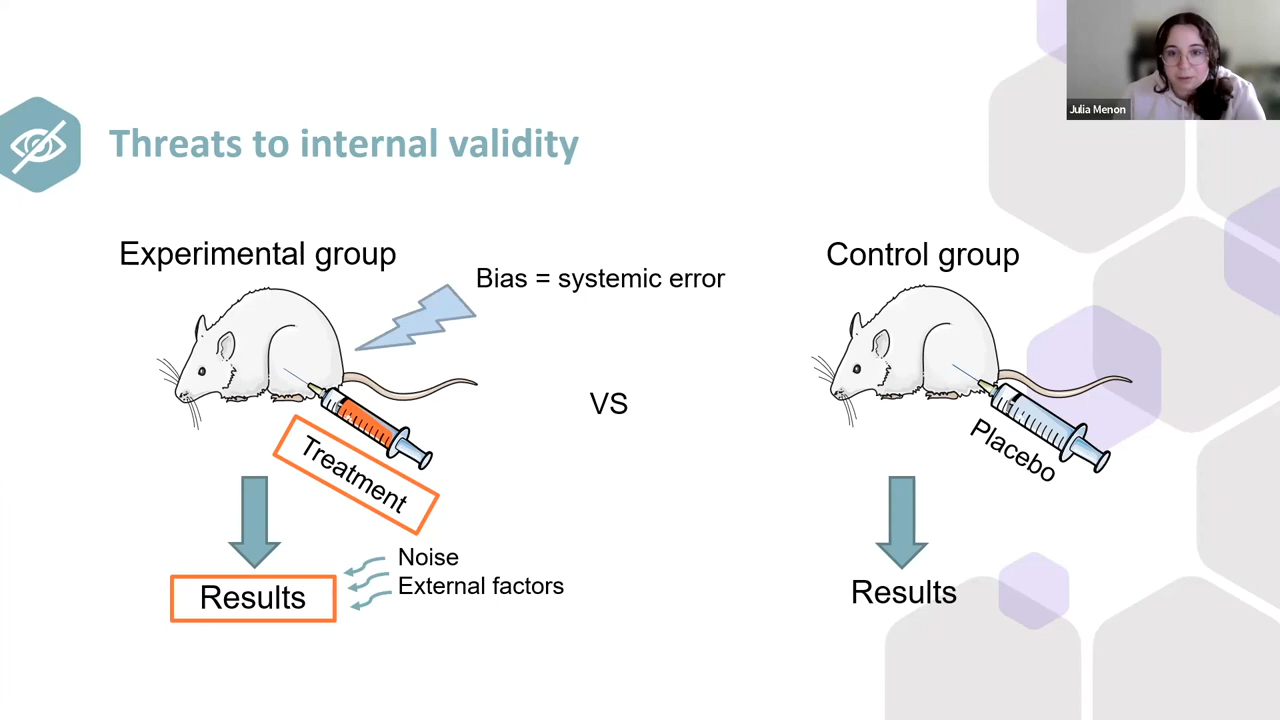 Julia Menon
Threats to internal validity
Experimental group
Bias = systemic error
Control group
VS
Treatment
Placebo
Noise
External factors
Results
Results